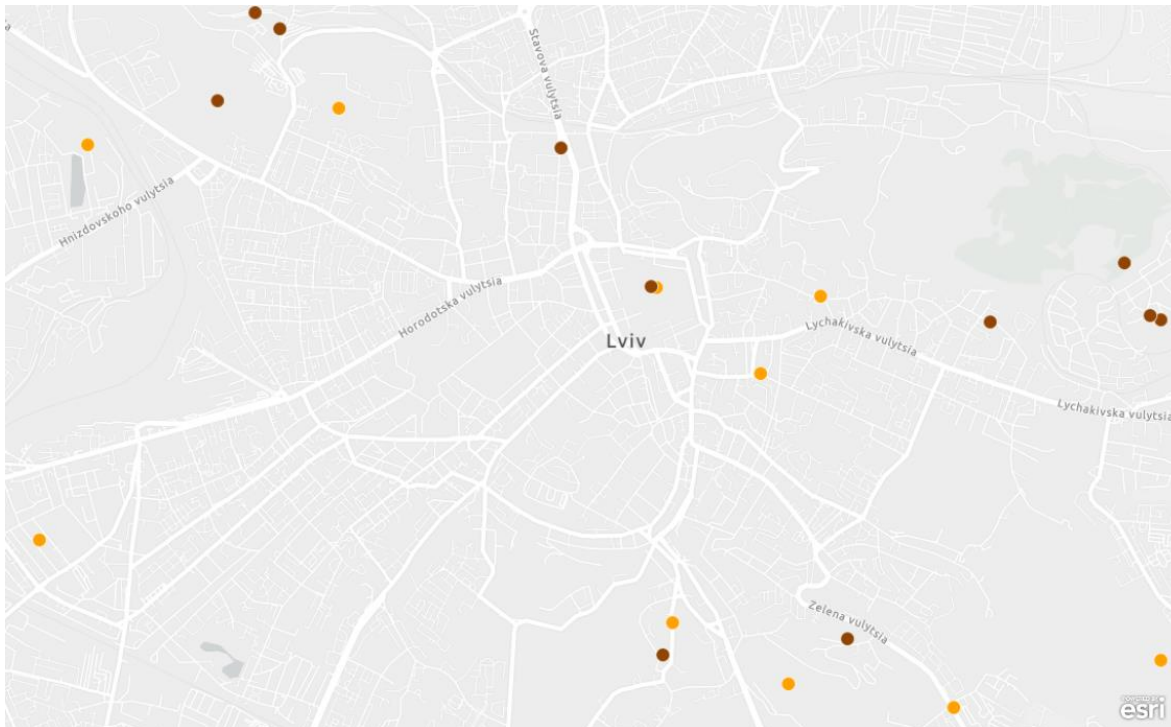 Stavova vulytsia
Hnizdovskoho vulytsia
Horodotska vulytsia
Lviv
Lychakivska vulytsia
Lychakivska vulytsia
Zelena vulytsia
esri